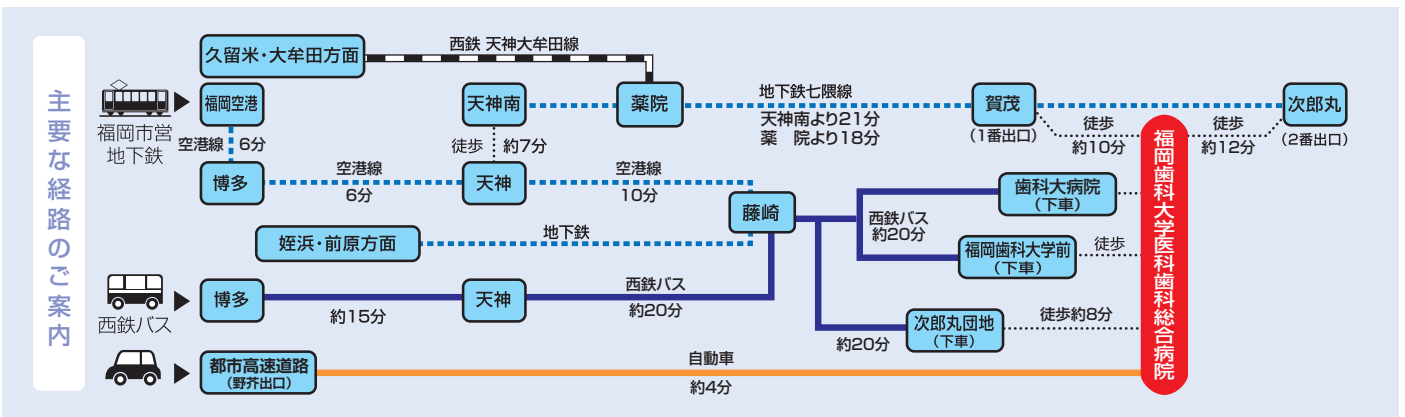 主要な経路のご案内
福岡市営
地下鉄
久留米・大牟田方面
西鉄 天神大牟田線
福岡空港
天神南
薬院
地下鉄七隈線
天神南より21分
薬　院より18分
賀茂
(1番出口)
次郎丸
(2番出口)
徒歩
約10分
徒歩
約12分
空港線
6分
徒歩
約7分
博多
空港線
6分
天神
空港線
10分
藤崎
姪浜・前原方面
地下鉄
西鉄バス
約20分
歯科大病院
(下車)
福岡歯科大学前
(下車)
徒歩
西鉄バス
博多
約15分
天神
西鉄バス
約20分
約20分
次郎丸団地
(下車)
徒歩約8分
都市高速道路
(野芥出口)
自動車
約4分
福岡歯科大学医科歯科総合病院